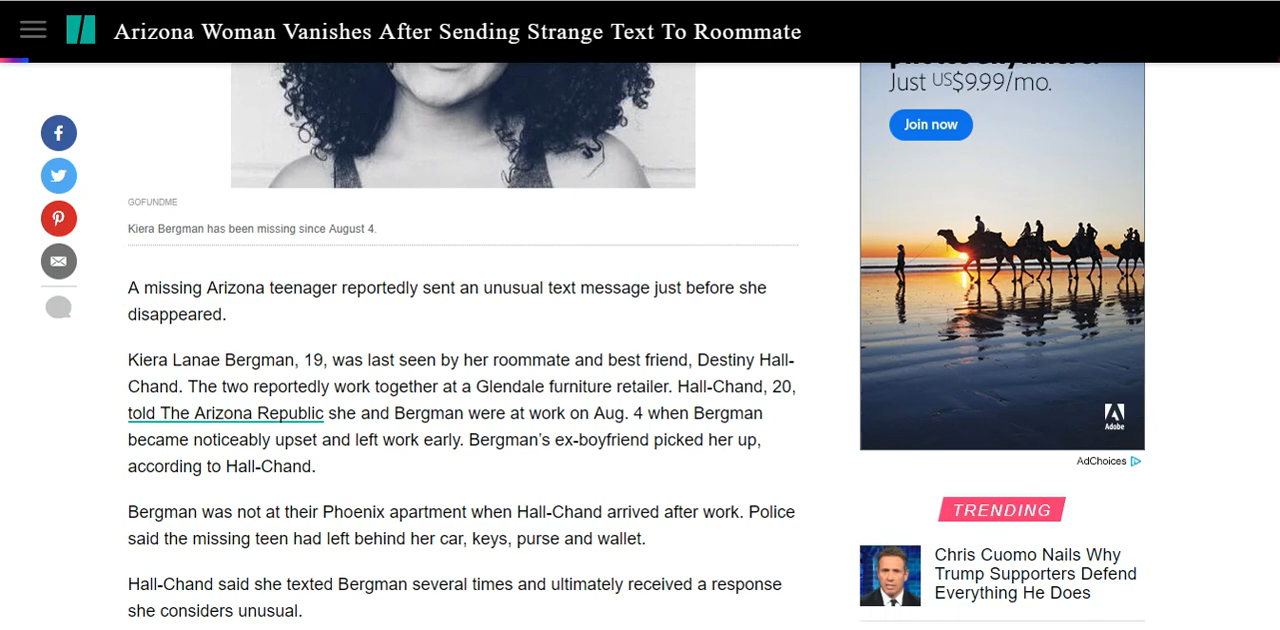 Arizona Woman Vanishes After Sending Strange Text To Roommate
Just US$9.99/mo.
Join now
GOFUNDME
Kiera Bergman has been missing since August 4.
A missing Arizona teenager reportedly sent an unusual text message just before she
disappeared.
Kiera Lanae Bergman, 19, was last seen by her roommate and best friend, Destiny Hall-
Chand. The two reportedly work together at a Glendale furniture retailer. Hall-Chand, 20,
told The Arizona Republic she and Bergman were at work on Aug. 4 when Bergman
became noticeably upset and left work early. Bergman’s ex-boyfriend picked her up,
according to Hall-Chand.
Bergman was not at their Phoenix apartment when Hall-Chand arrived after work. Police
said the missing teen had left behind her car, keys, purse and wallet.
Hall-Chand said she texted Bergman several times and ultimately received a response
she considers unusual.
Adobe
AdChoices
TRENDING
Chris Cuomo Nails Why
Trump Supporters Defend
Everything He Does